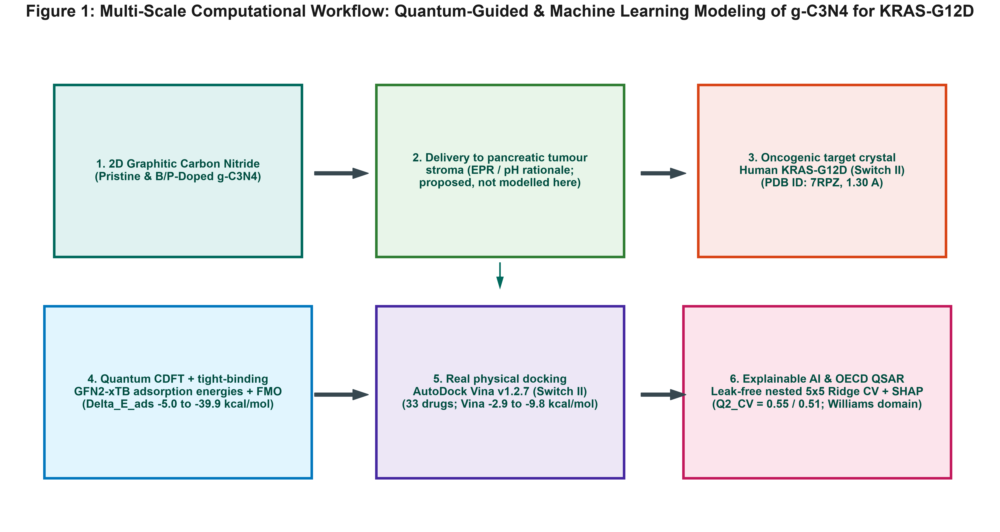 Figure 1: Multi-Scale Computational Workflow: Quantum-Guided & Machine Learning Modeling of g-C3N4 for KRAS-G12D
1. 2D Graphitic Carbon Nitride
(Pristine & B/P-Doped g-C3N4)
2. Delivery to pancreatic tumour
stroma (EPR / pH rationale;
proposed, not modelled here)
3. Oncogenic target crystal
Human KRAS-G12D (Switch II)
(PDB ID: 7RPZ, 1.30 A)
4. Quantum CDFT + tight-binding
GFN2-xTB adsorption energies + FMO
(Delta_E_ads -5.0 to -39.9 kcal/mol)
5. Real physical docking
AutoDock Vina v1.2.7 (Switch II)
(33 drugs; Vina -2.9 to -9.8 kcal/mol)
6. Explainable AI & OECD QSAR
Leak-free nested 5x5 Ridge CV + SHAP
(Q2_CV = 0.55 / 0.51; Williams domain)